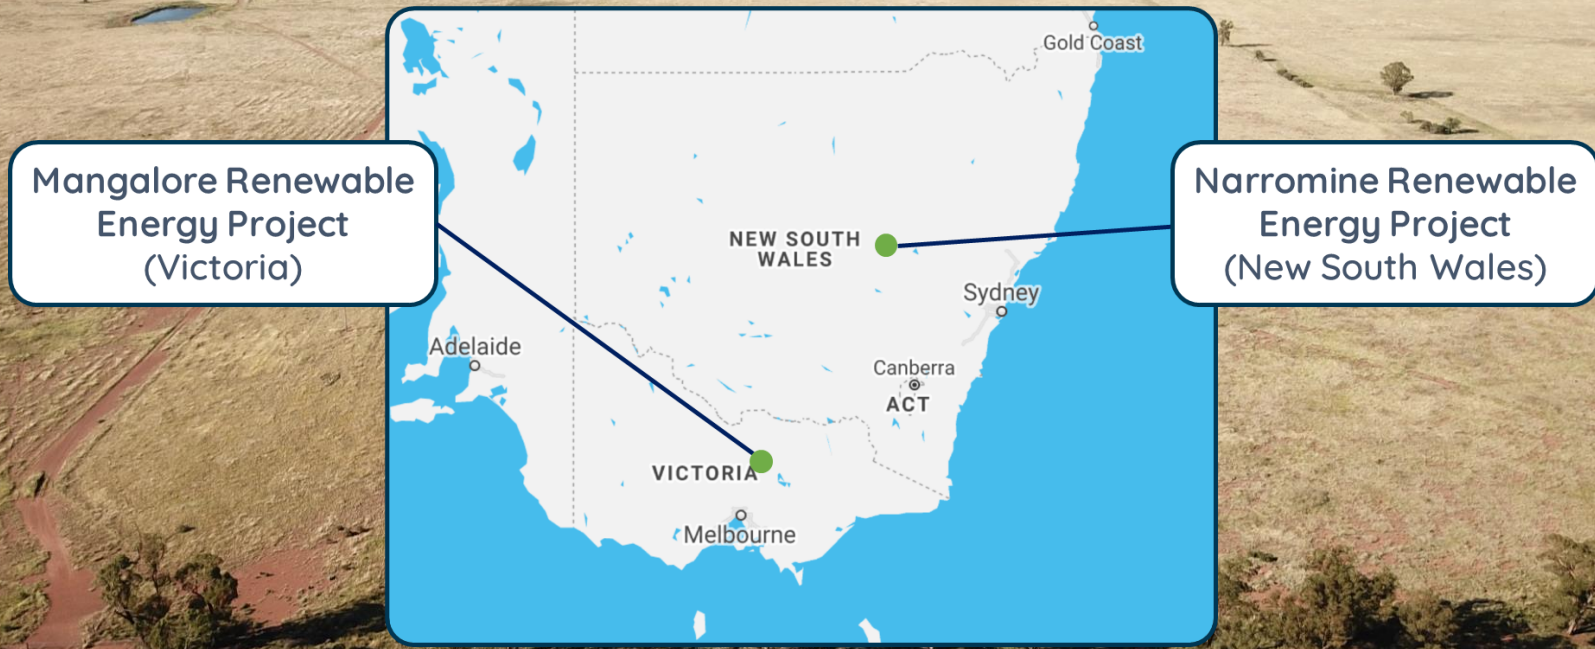 Mangalore Renewable
Energy Project
(Victoria)
Narromine Renewable
Energy Project
(New South Wales)
Gold Coast
NEW SOUTH
WALES
Sydney
Adelaide
Canberra
ACT
VICTORIA
Melbourne